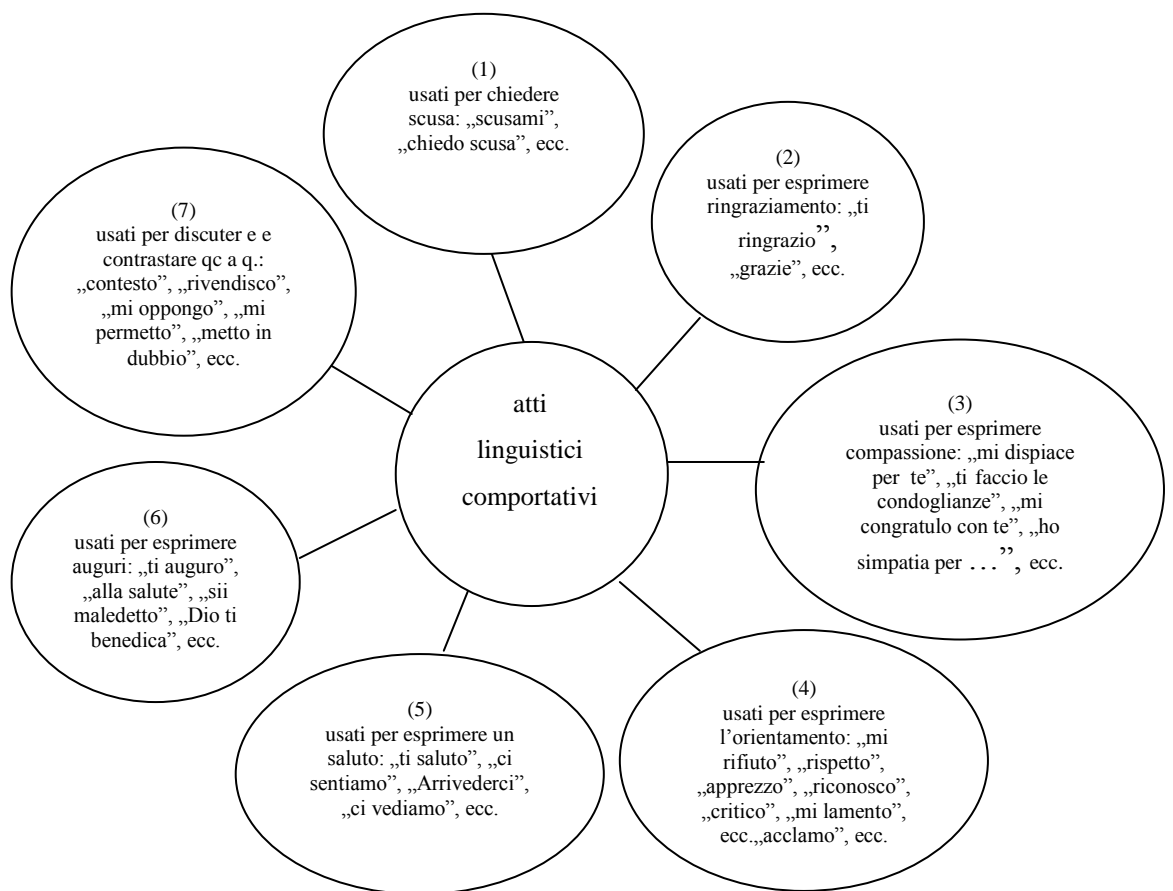 (1)
usati per chiedere
scusa: „scusami”,
„chiedo scusa”, ecc.
(2)
usati per esprimere
ringraziamento: „ti
ringrazio”,
„grazie”, ecc.
(7)
usati per discuter e e
contrastare qc a q.:
„contesto”, „rivendisco”,
„mi oppongo”, „mi
permetto”, „metto in
dubbio”, ecc.
atti
linguistici
comportativi
(3)
usati per esprimere
compassione: „mi dispiace
per te”, „ti faccio le
condoglianze”, „mi
congratulo con te”, „ho
simpatia per …”, ecc.
(6)
usati per esprimere
auguri: „ti auguro”,
„alla salute”, „sii
maledetto”, „Dio ti
benedica”, ecc.
(5)
usati per esprimere un
saluto: „ti saluto”, „ci
sentiamo”, „Arrivederci”,
„ci vediamo”, ecc.
(4)
usati per esprimere
l’orientamento: „mi
rifiuto”, „rispetto”,
„apprezzo”, „riconosco”,
„critico”, „mi lamento”,
ecc.„acclamo”, ecc.